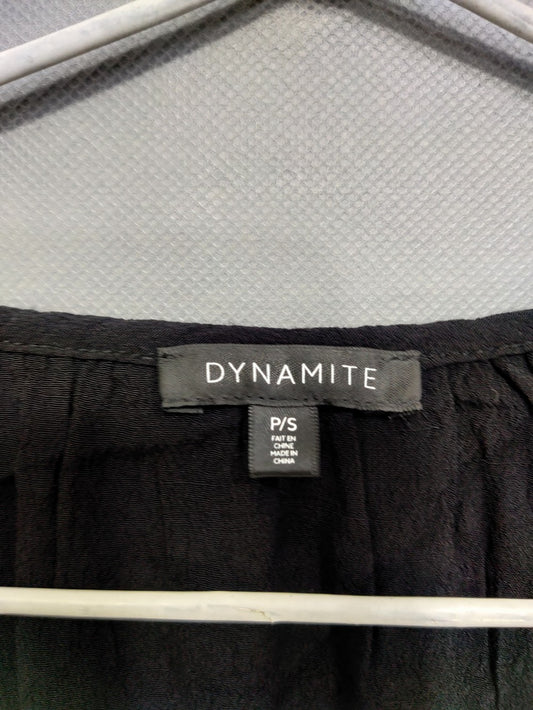 DYNAMITE
P/S
FAIT EN
CHINE
MADE IN
CHINA